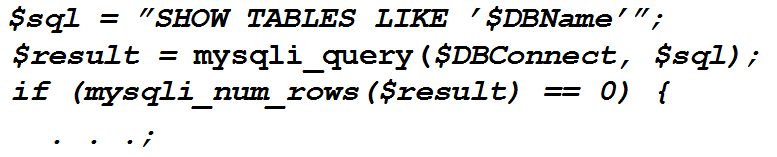 $sql = ″SHOW TABLES LIKE ′$DBName′″;
$result = mysqli_query($DBConnect, $sql);
if (mysqli_num_rows($result) == 0) {
. . .;